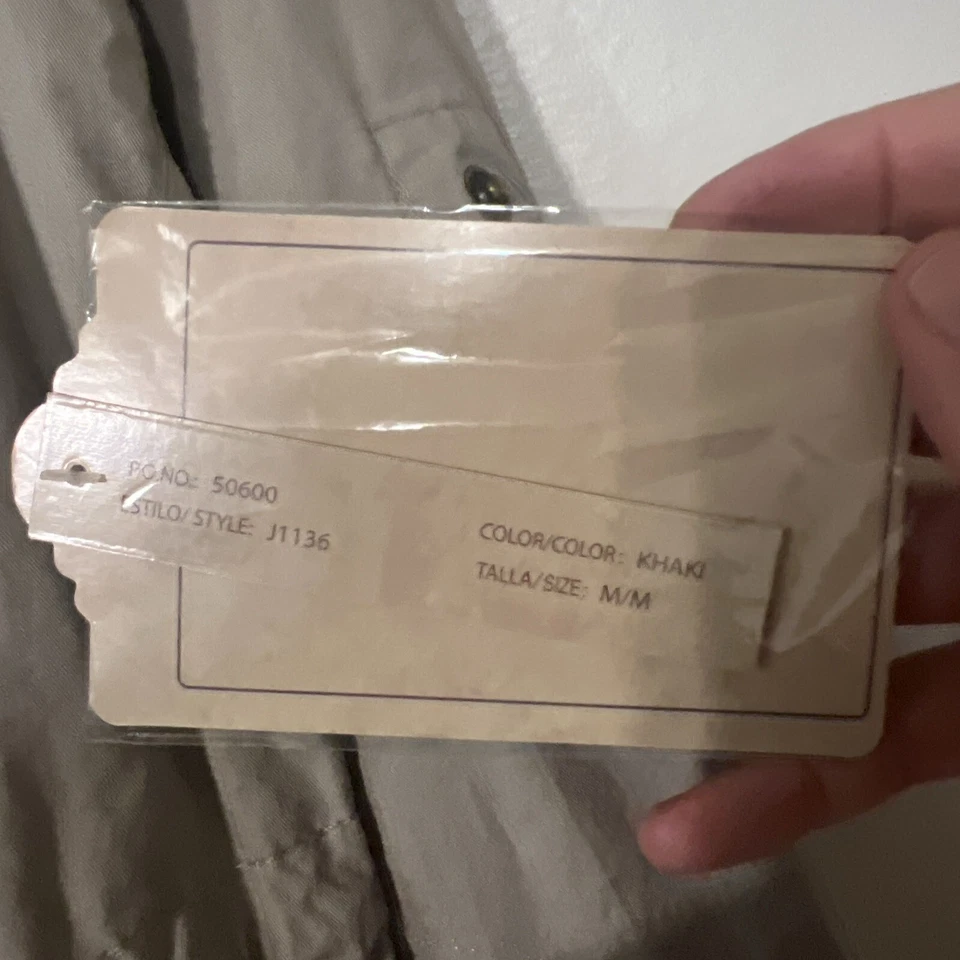 PO.NO.: 50600
ESTILO/STYLE: J1136
COLOR/COLOR: KHAKI
TALLA/SIZE: M/M